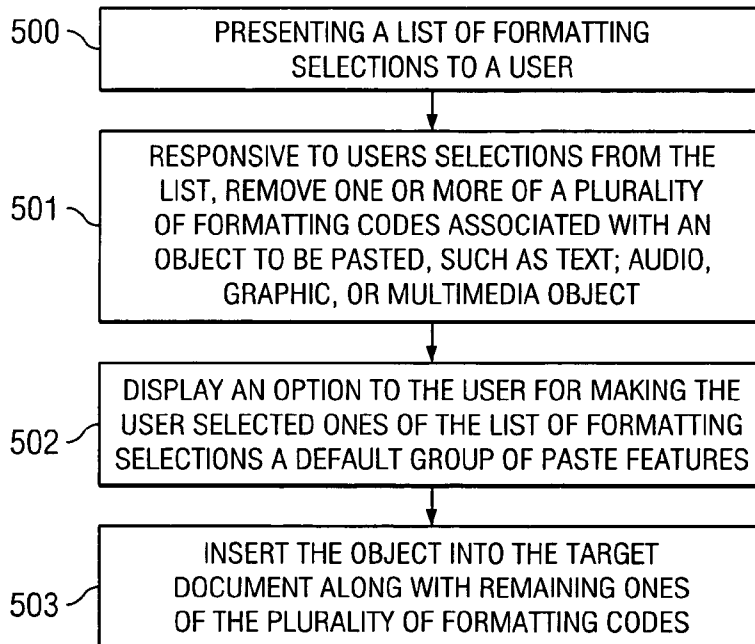 500
PRESENTING A LIST OF FORMATTING
SELECTIONS TO A USER
501
RESPONSIVE TO USERS SELECTIONS FROM THE
LIST, REMOVE ONE OR MORE OF A PLURALITY
OF FORMATTING CODES ASSOCIATED WITH AN
OBJECT TO BE PASTED, SUCH AS TEXT; AUDIO,
GRAPHIC, OR MULTIMEDIA OBJECT
502
DISPLAY AN OPTION TO THE USER FOR MAKING THE
USER SELECTED ONES OF THE LIST OF FORMATTING
SELECTIONS A DEFAULT GROUP OF PASTE FEATURES
503
INSERT THE OBJECT INTO THE TARGET
DOCUMENT ALONG WITH REMAINING ONES
OF THE PLURALITY OF FORMATTING CODES